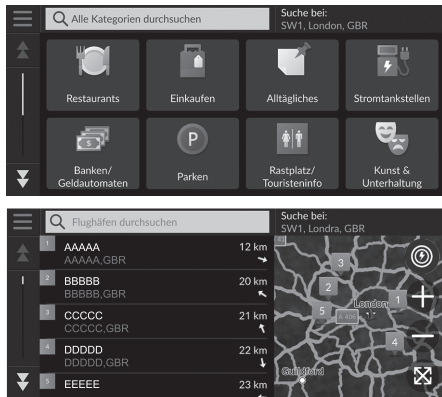 Alle Kategorien durchsuchen
Suche bei:
SW1, London, GBR
Restaurants
Einkaufen
Alltägliches
Stromtankstellen
$
P
Banken/
Geldautomaten
Parken
Rastplatz/
Touristeninfo
Kunst &
Unterhaltung
Flughäfen durchsuchen
Suche bei:
SW1, Londra, GBR
1 AAAAA 12 km
AAAAA,GBR
2 BBBBB 20 km
BBBBB,GBR
3 CCCCC 21 km
CCCCC,GBR
4 DDDDD 22 km
DDDDD,GBR
5 EEEEE 23 km
3
2
London
1
5
A 406
4
Guildford